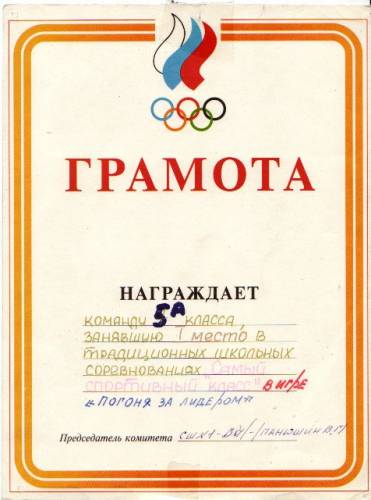 ГРАМОТА
НАГРАЖДАЕТ
КОМАНДУ 5А КЛАССА,
ЗАНЯВШУЮ I МЕСТО В
ТРАДИЦИОННЫХ ШКОЛЬНЫХ
СОРЕВНОВАНИЯХ "САМЫЙ
СПОРТИВНЫЙ КЛАСС" В ИГРЕ
«ПОГОНЯ ЗА ЛИДЕРОМ»
Председатель комитета